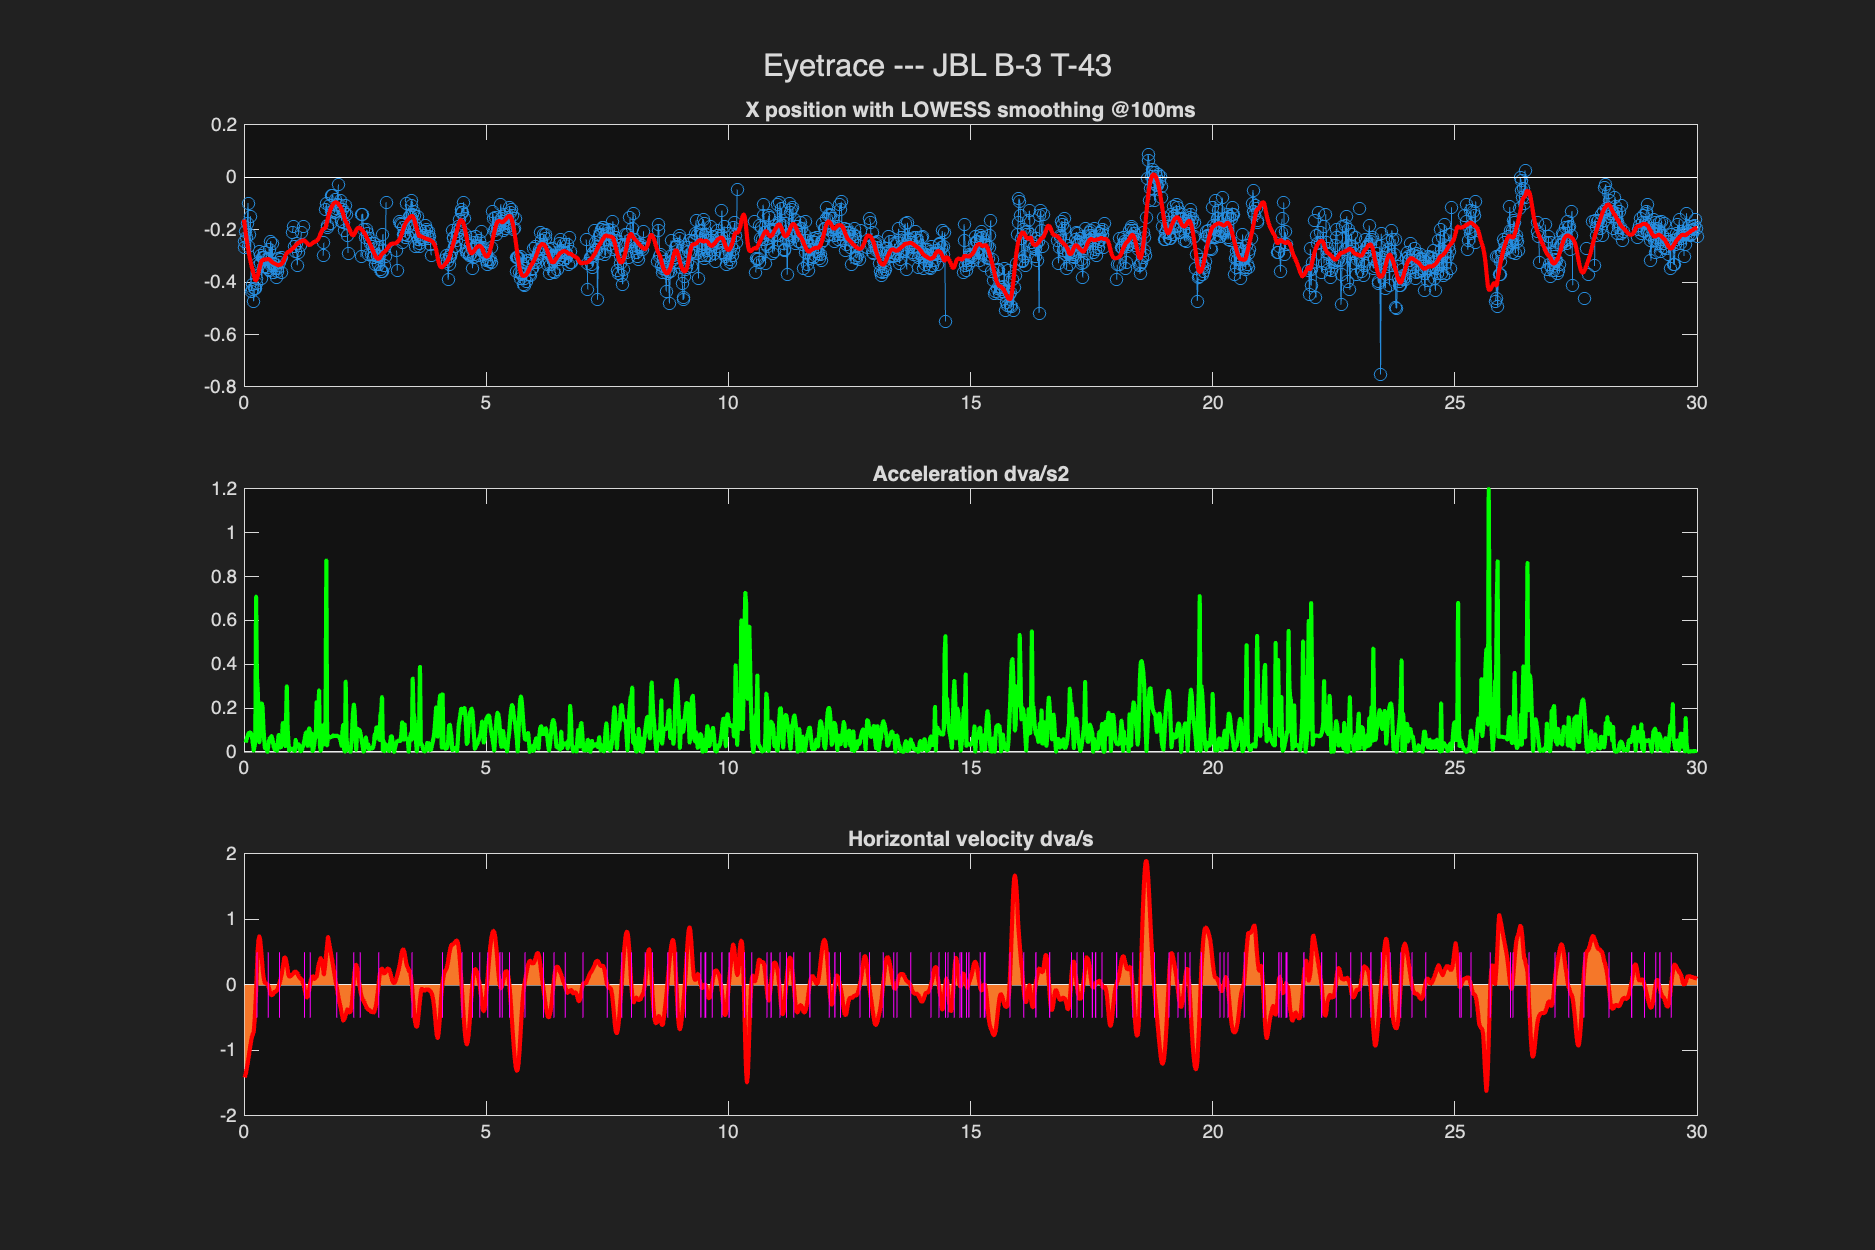 Eyetrace --- JBL B-3 T-43
X position with LOWESS smoothing @100ms
0.2
0
-0.2
-0.4
-0.6
-0.8
0 5 10 15 20 25 30
Acceleration dva/s2
1.2
1
0.8
0.6
0.4
0.2
0
0 5 10 15 20 25 30
Horizontal velocity dva/s
2
1
0
-1
-2
0 5 10 15 20 25 30